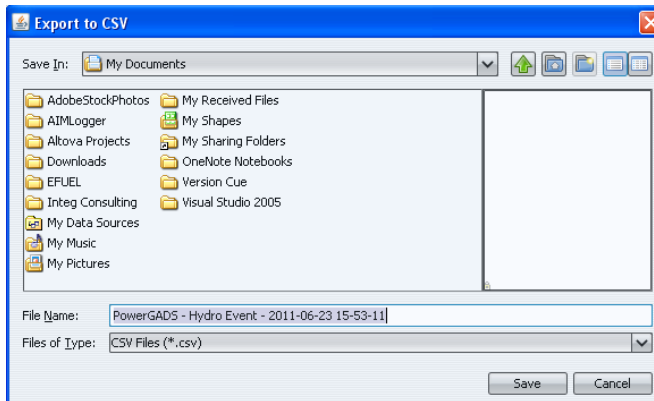 Export to CSV
Save In: My Documents
AdobeStockPhotos
AIMLogger
Altova Projects
Downloads
EFUEL
Integ Consulting
My Data Sources
My Music
My Pictures
My Received Files
My Shapes
My Sharing Folders
OneNote Notebooks
Version Cue
Visual Studio 2005
File Name: PowerGADS - Hydro Event - 2011-06-23 15-53-11
Files of Type: CSV Files (*.csv)
Save Cancel